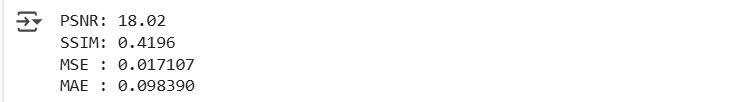 PSNR: 18.02
SSIM: 0.4196
MSE : 0.017107
MAE : 0.098390